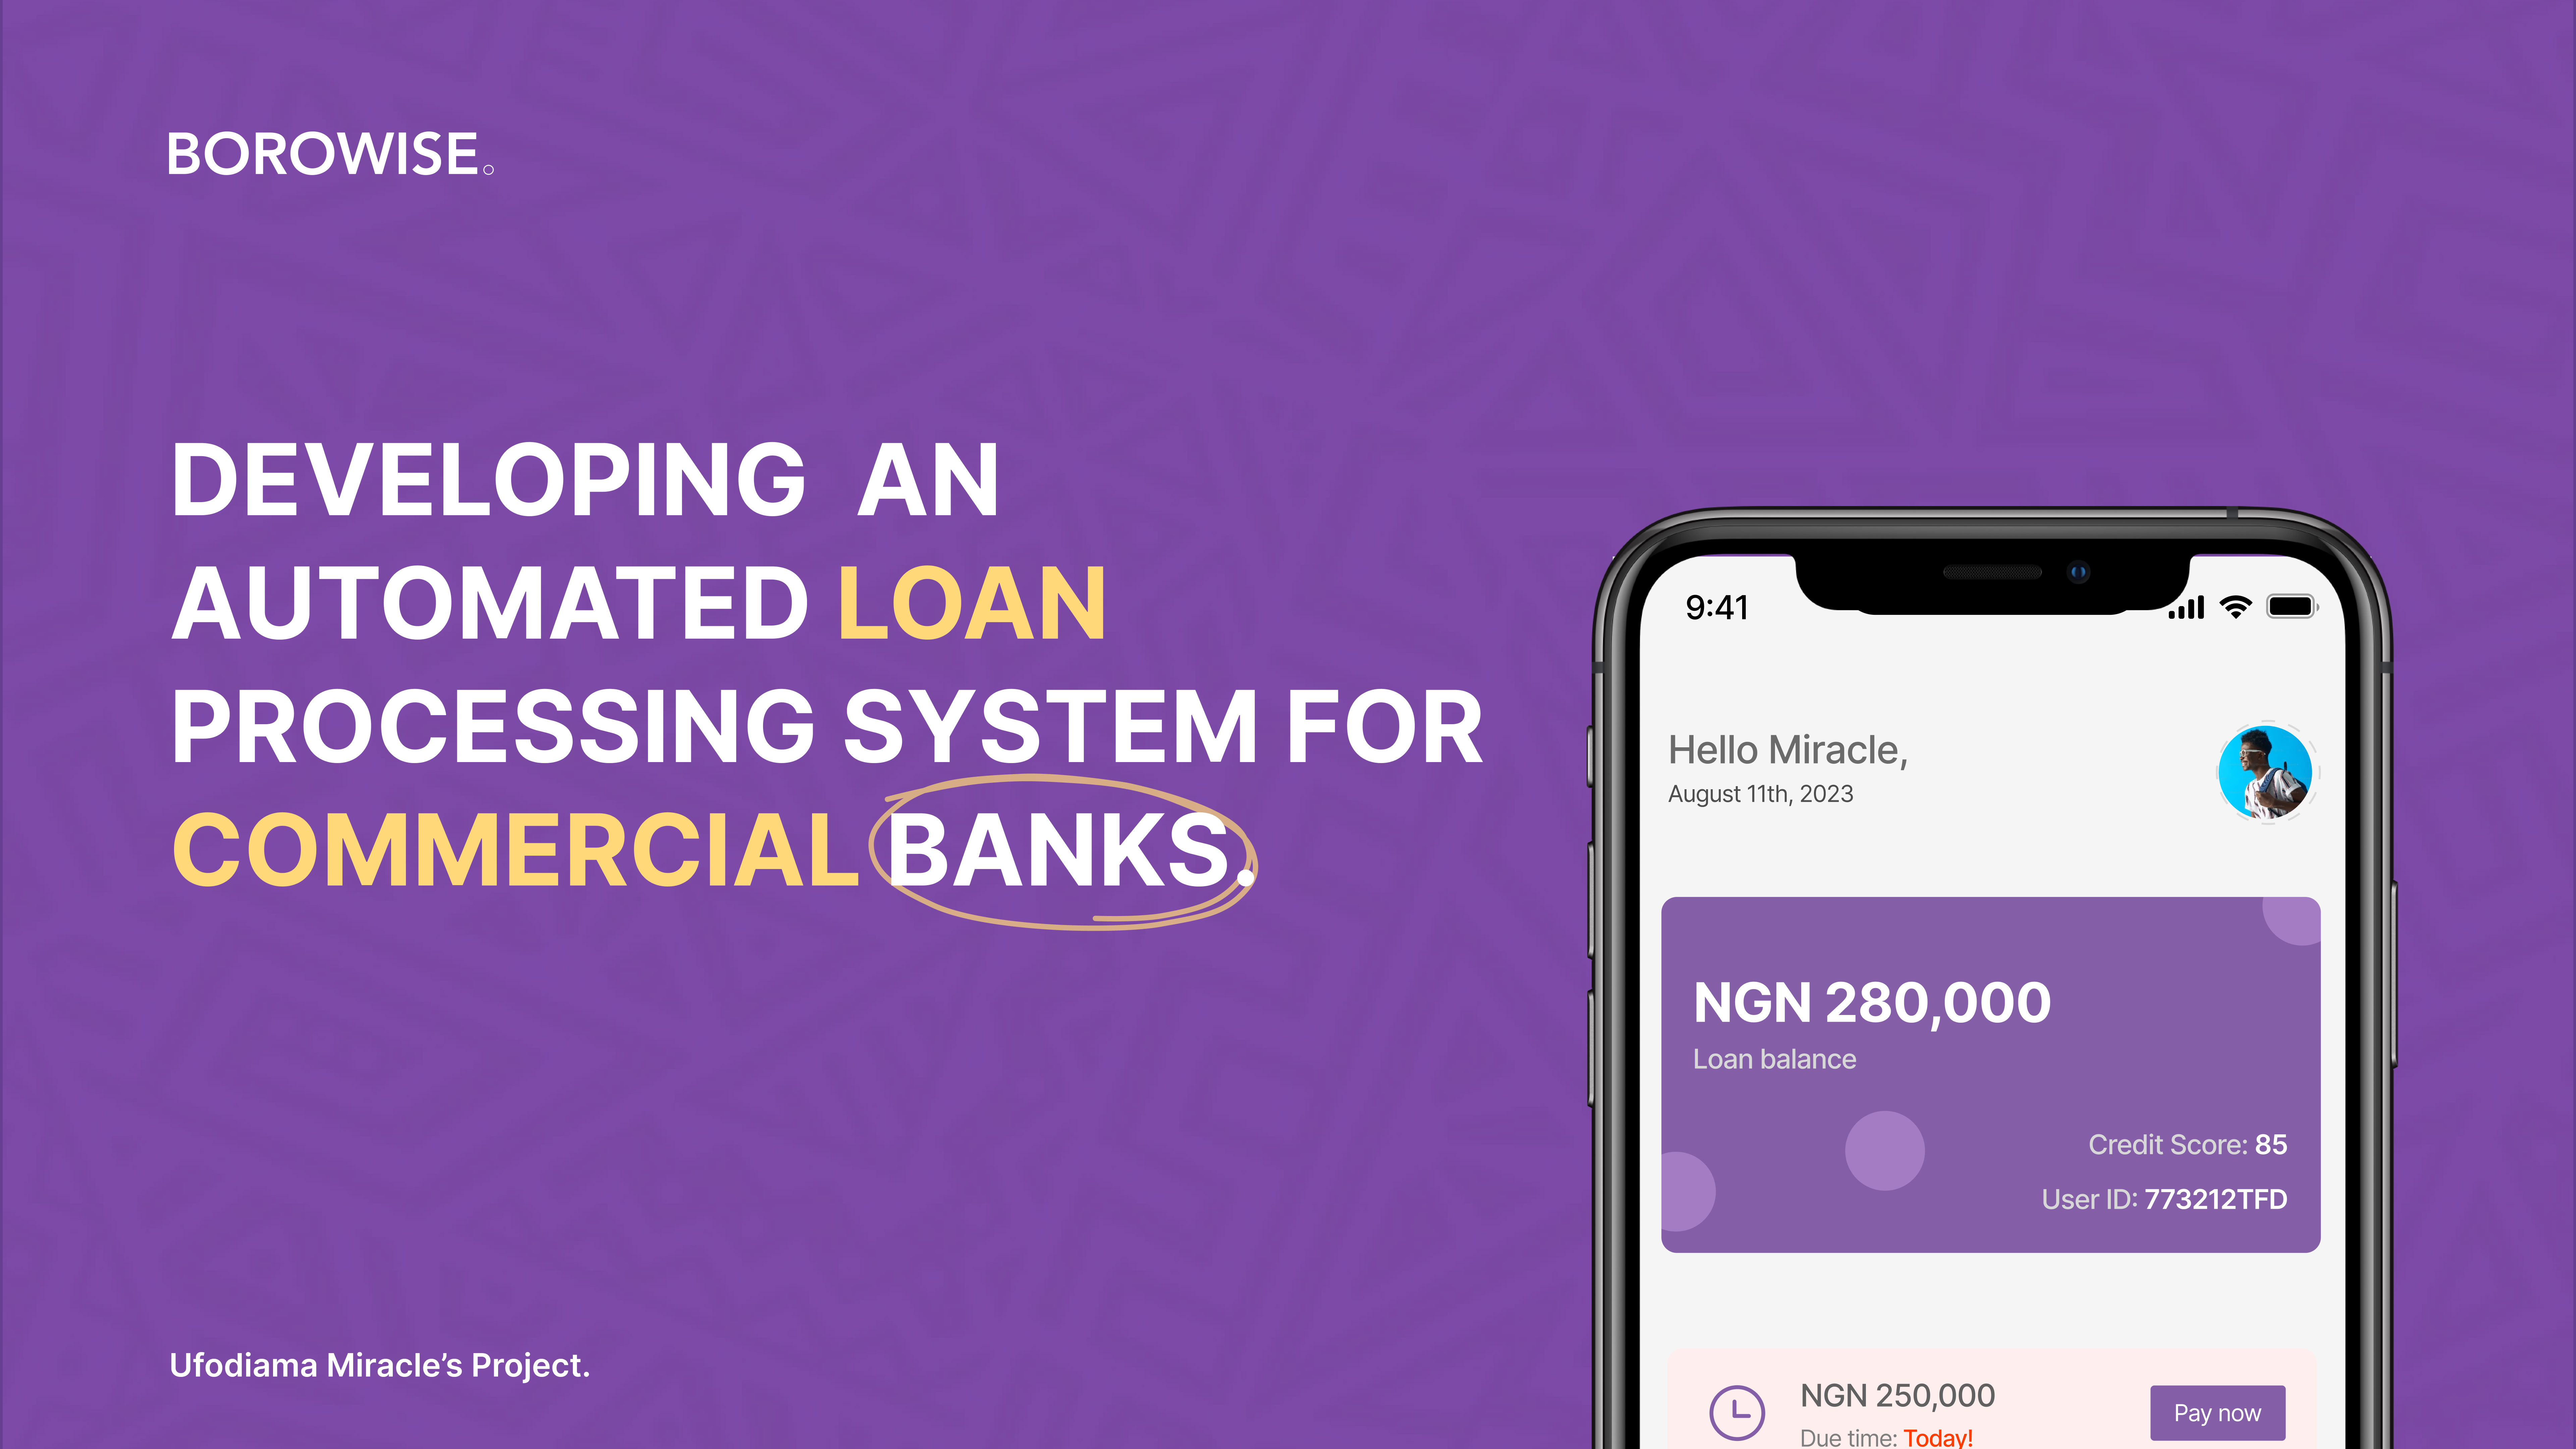 BOROWISE.
DEVELOPING AN
AUTOMATED LOAN
PROCESSING SYSTEM FOR
COMMERCIAL BANKS.
Ufodiama Miracle’s Project.
9:41
Hello Miracle,
August 11th, 2023
NGN 280,000
Loan balance
Credit Score: 85
User ID: 773212TFD
NGN 250,000
Pay now
Due time: Today!